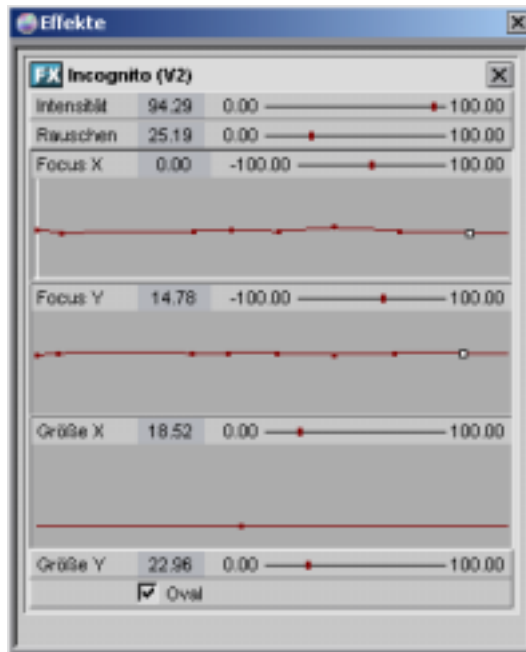 Effekte
FX Incognito (V2)
Intensität 94.29 0.00 100.00
Rauschen 25.19 0.00 100.00
Focus X 0.00 -100.00 100.00
Focus Y 14.78 -100.00 100.00
Größe X 18.52 0.00 100.00
Größe Y 22.96 0.00 100.00
Oval